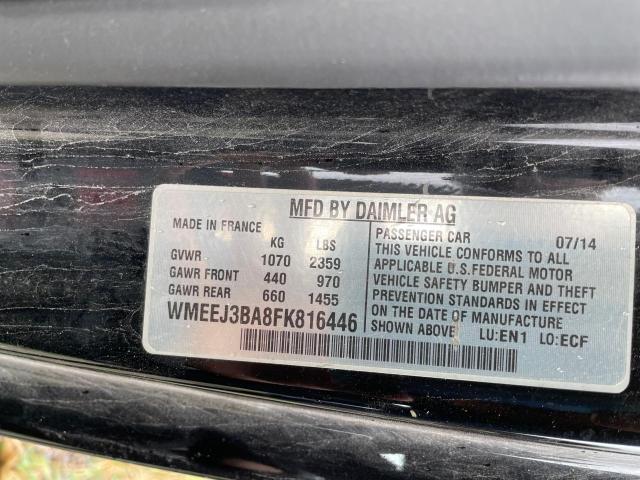 MFD BY DAIMLER AG
MADE IN FRANCE
KG LBS
GVWR 1070 2359
GAWR FRONT 440 970
GAWR REAR 660 1455
WMEEJ3BA8FK816446
PASSENGER CAR 07/14
THIS VEHICLE CONFORMS TO ALL
APPLICABLE U.S.FEDERAL MOTOR
VEHICLE SAFETY BUMPER AND THEFT
PREVENTION STANDARDS IN EFFECT
ON THE DATE OF MANUFACTURE
SHOWN ABOVE LU:EN1 LO:ECF